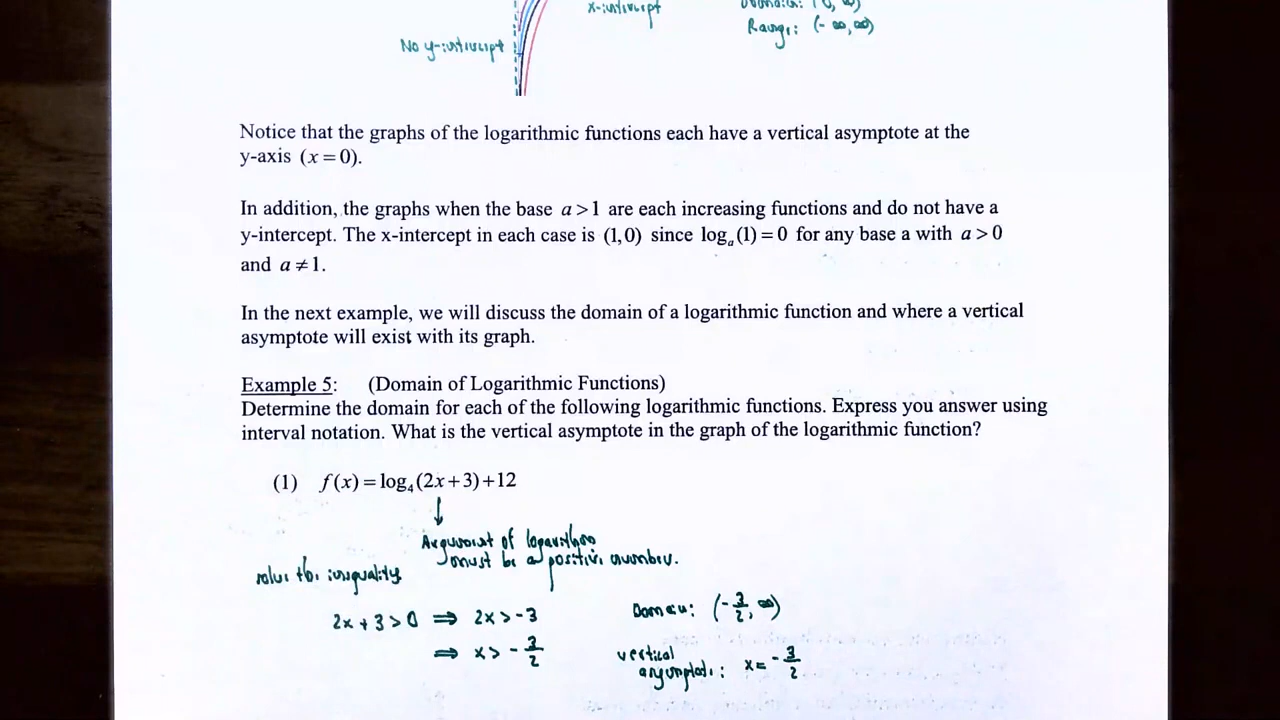 x-intercept
Domain: (0, ∞)
Range: (-∞,∞)
No y-intercept
Notice that the graphs of the logarithmic functions each have a vertical asymptote at the
y-axis (x = 0).
In addition, the graphs when the base a > 1 are each increasing functions and do not have a
y-intercept. The x-intercept in each case is (1,0) since logₐ(1) = 0 for any base a with a > 0
and a ≠ 1.
In the next example, we will discuss the domain of a logarithmic function and where a vertical
asymptote will exist with its graph.
Example 5: (Domain of Logarithmic Functions)
Determine the domain for each of the following logarithmic functions. Express you answer using
interval notation. What is the vertical asymptote in the graph of the logarithmic function?
(1) f(x) = log₄(2x+3)+12
↓
Argument of logarithm
must be a positive number.
solve the inequality
2x + 3 > 0 ⇒ 2x > -3
⇒ x > -3/2
Domain: (-3/2, ∞)
vertical
asymptote: x = -3/2